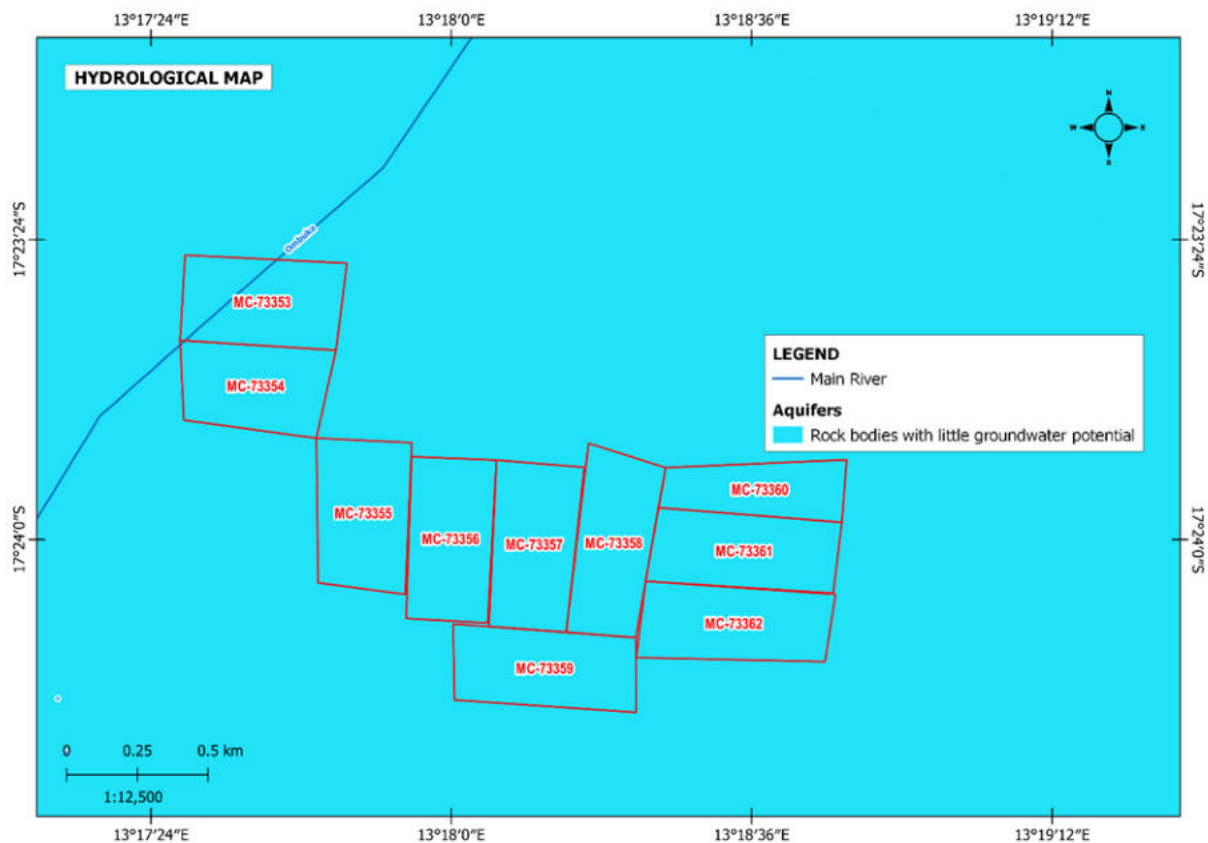 13°17'24"E 13°18'0"E 13°18'36"E 13°19'12"E
HYDROLOGICAL MAP
N
W E
S
17°23'24"S 17°23'24"S
Ombuka
MC-73353
MC-73354
LEGEND
Main River
Aquifers
Rock bodies with little groundwater potential
MC-73355
MC-73356
MC-73357
MC-73358
MC-73360
MC-73361
MC-73362
MC-73359
17°24'0"S 17°24'0"S
0 0.25 0.5 km
1:12,500
13°17'24"E 13°18'0"E 13°18'36"E 13°19'12"E